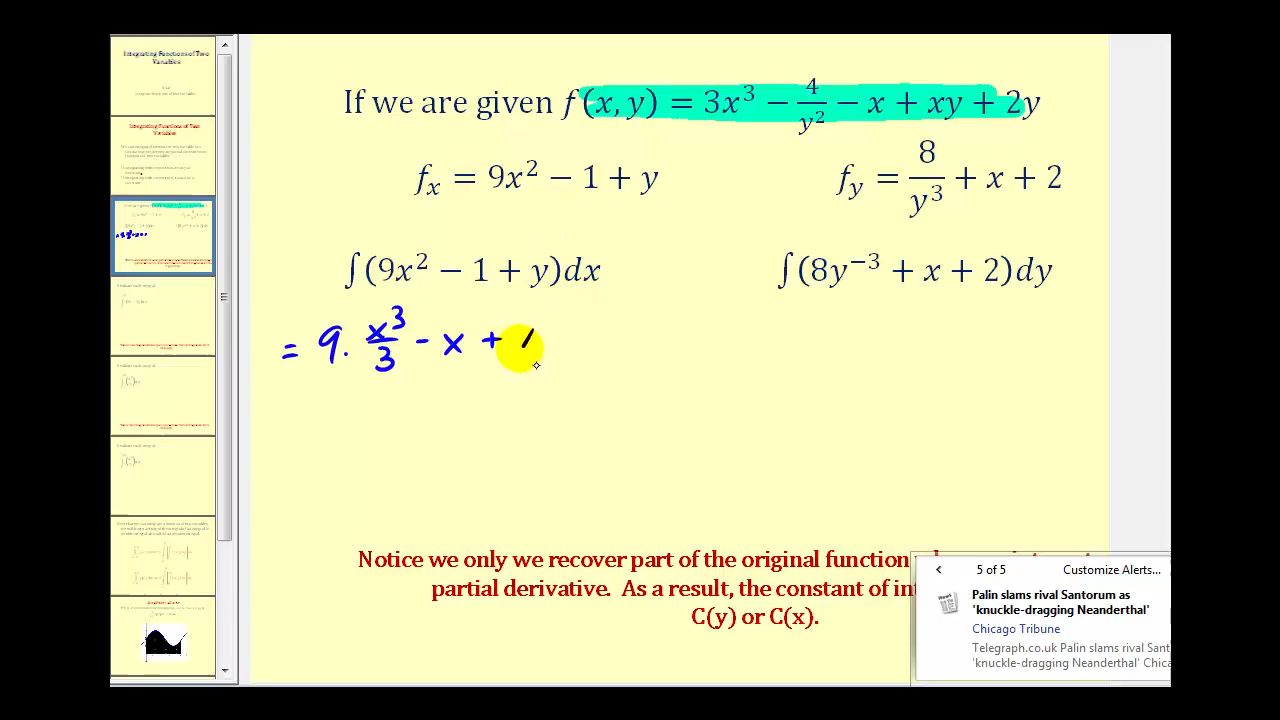 Integrating Functions of Two
Variables
Integrating Functions of Two
Variables
If we are given f(x, y) = 3x³ − 4/y² − x + xy + 2y
fₓ = 9x² − 1 + y
f_y = 8/y³ + x + 2
∫(9x² − 1 + y)dx
∫(8y⁻³ + x + 2)dy
= 9 · x³/3 - x +
Notice we only we recover part of the original function
partial derivative. As a result, the constant of in
C(y) or C(x).
5 of 5
Customize Alerts...
Palin slams rival Santorum as
'knuckle-dragging Neanderthal'
Chicago Tribune
Telegraph.co.uk Palin slams rival Sant
'knuckle-dragging Neanderthal' Chica